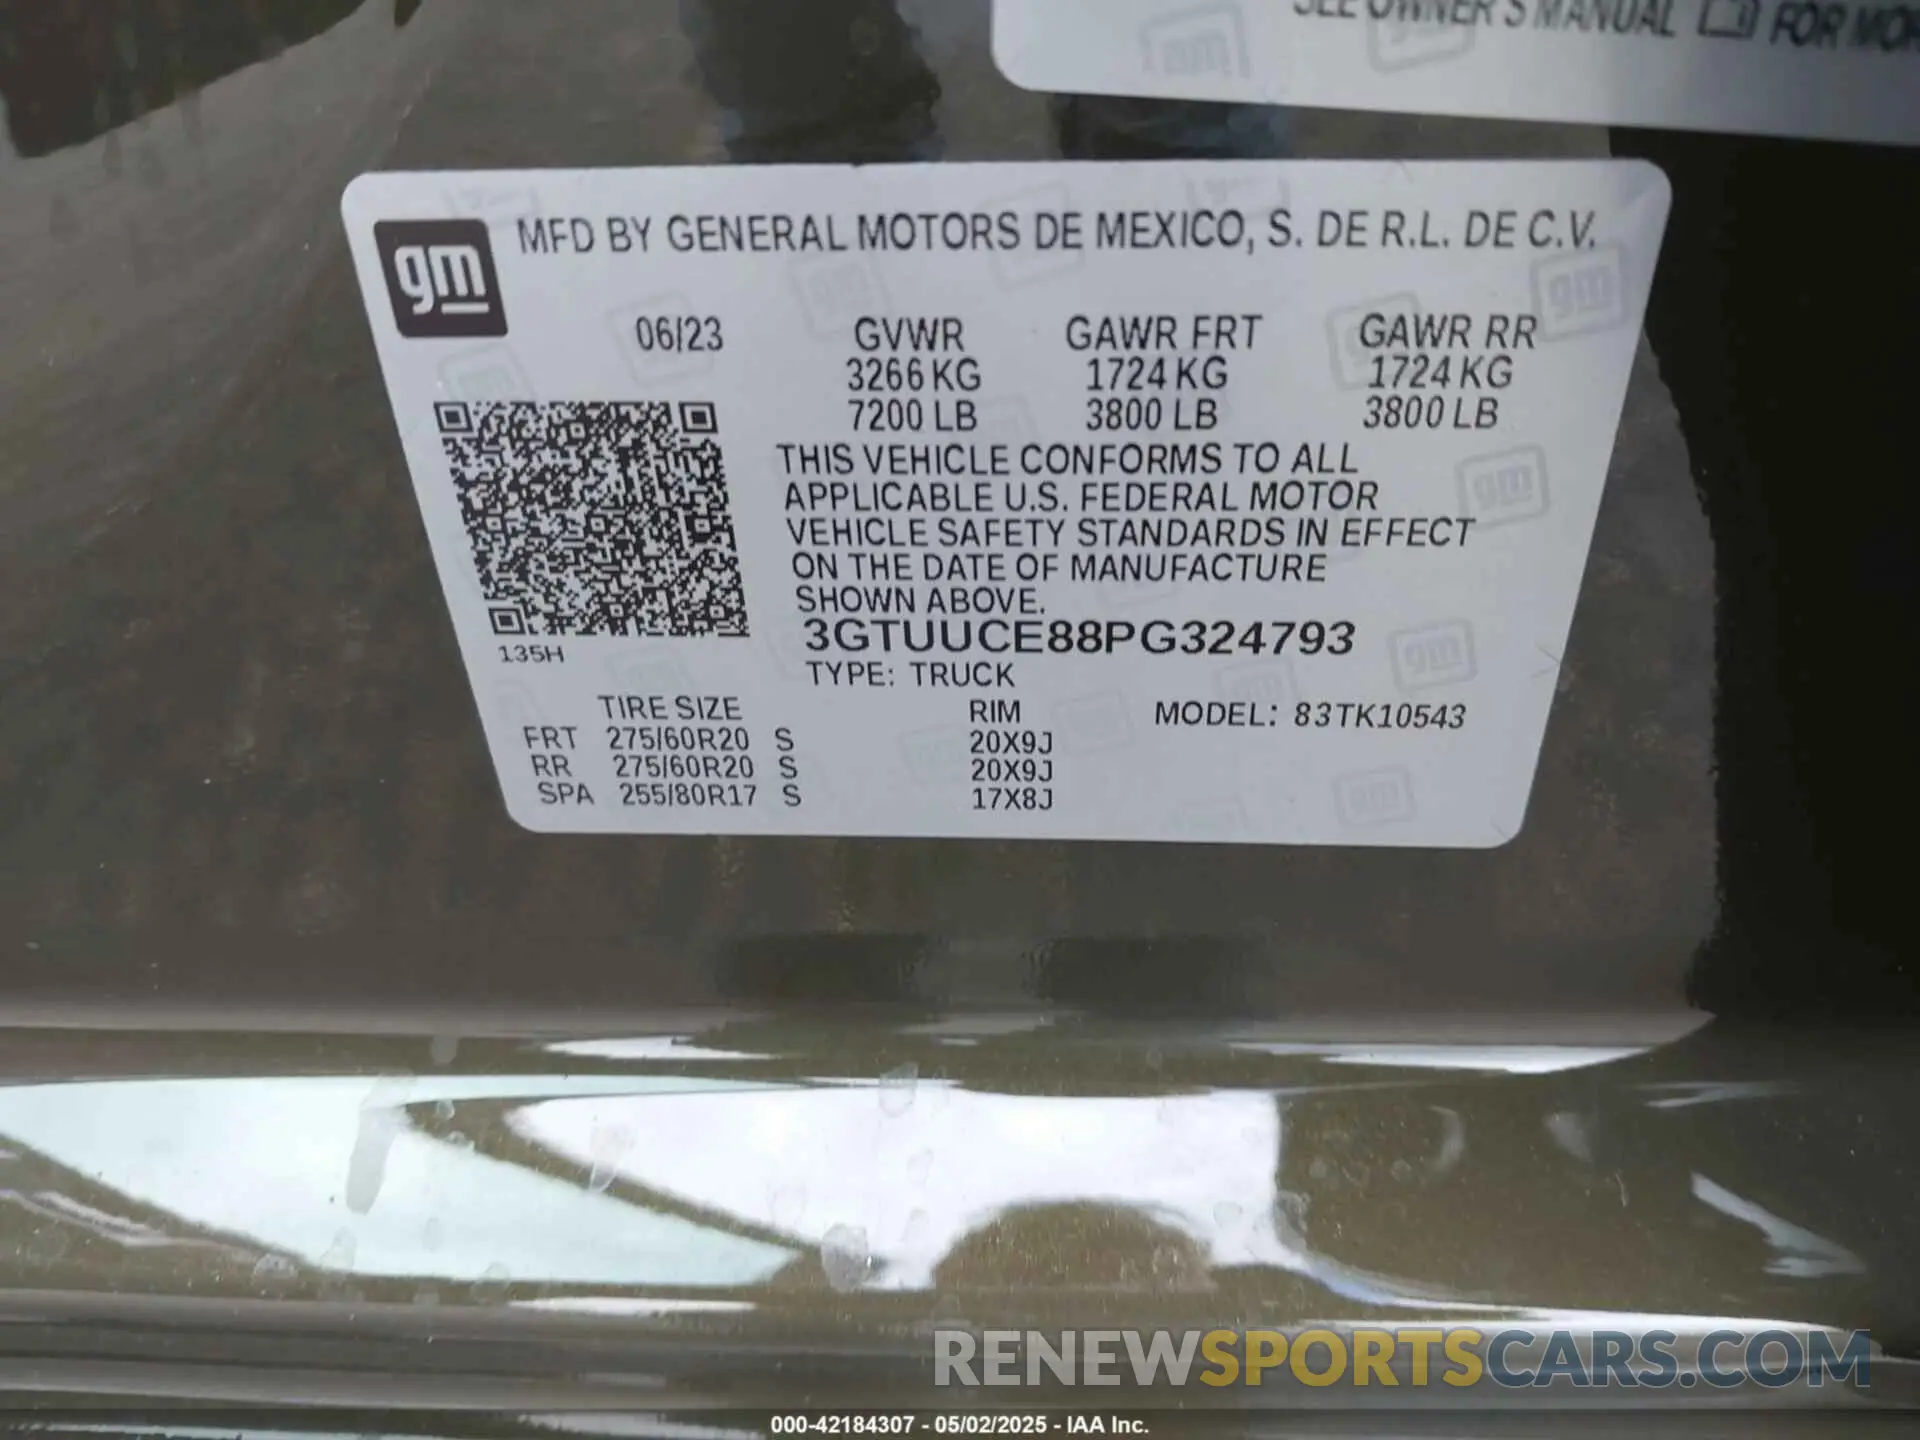 SEE OWNER'S MANUAL FOR MOR
gm
MFD BY GENERAL MOTORS DE MEXICO, S. DE R.L. DE C.V.
06/23 GVWR GAWR FRT GAWR RR
3266 KG 1724 KG 1724 KG
7200 LB 3800 LB 3800 LB
THIS VEHICLE CONFORMS TO ALL
APPLICABLE U.S. FEDERAL MOTOR
VEHICLE SAFETY STANDARDS IN EFFECT
ON THE DATE OF MANUFACTURE
SHOWN ABOVE.
3GTUUCE88PG324793
135H
TYPE: TRUCK
TIRE SIZE RIM MODEL: 83TK10543
FRT 275/60R20 S 20X9J
RR 275/60R20 S 20X9J
SPA 255/80R17 S 17X8J
RENEWSPORTSCARS.COM
000-42184307 - 05/02/2025 - IAA Inc.